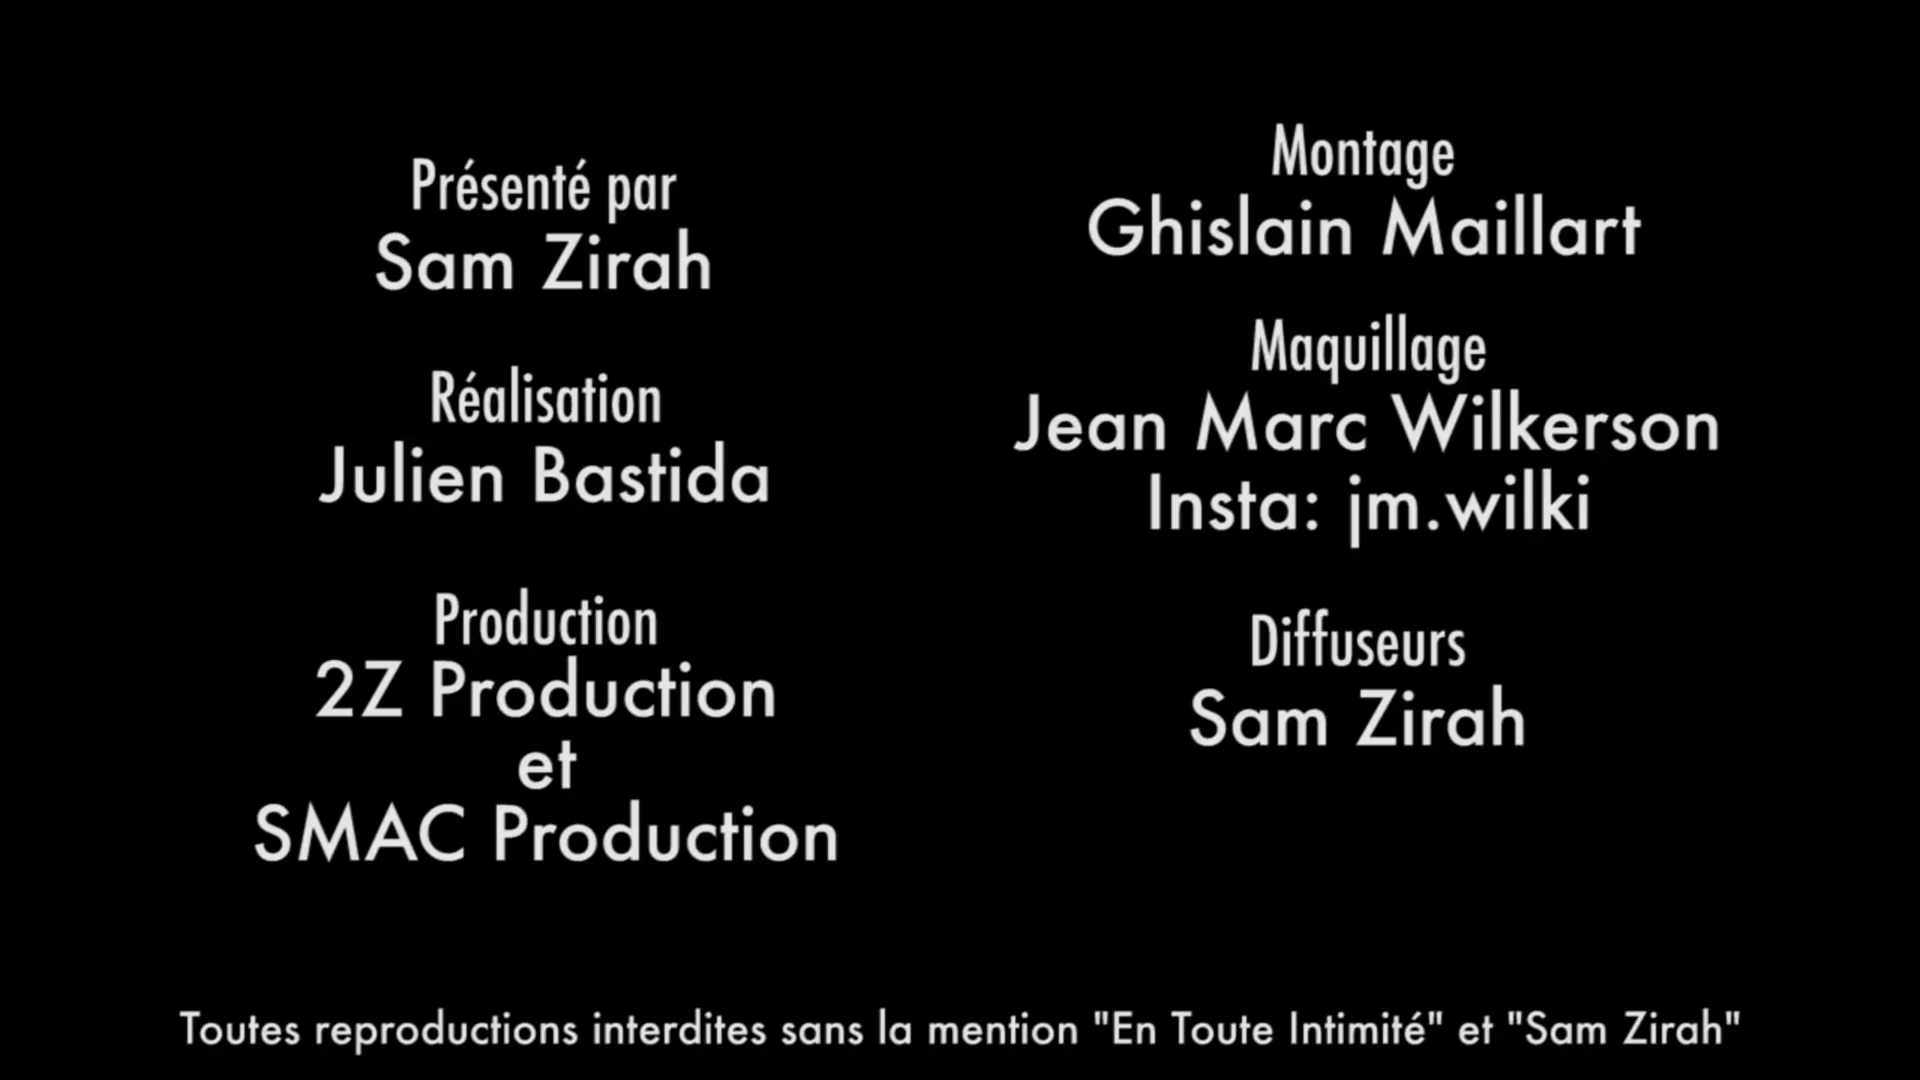 Présenté par
Sam Zirah
Réalisation
Julien Bastida
Production
2Z Production
et
SMAC Production
Montage
Ghislain Maillart
Maquillage
Jean Marc Wilkerson
Insta: jm.wilki
Diffuseurs
Sam Zirah
Toutes reproductions interdites sans la mention "En Toute Intimité" et "Sam Zirah"